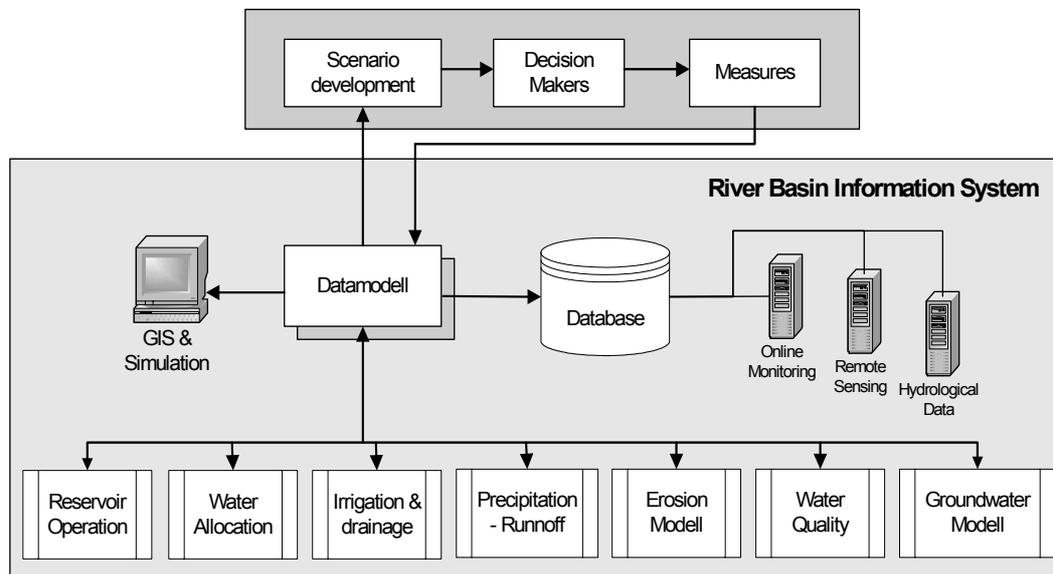 Scenario
development
Decision
Makers
Measures
River Basin Information System
Datamodell
Database
GIS &
Simulation
Online
Monitoring
Remote
Sensing
Hydrological
Data
Reservoir
Operation
Water
Allocation
Irrigation &
drainage
Precipitation
- Runnoff
Erosion
Modell
Water
Quality
Groundwater
Modell